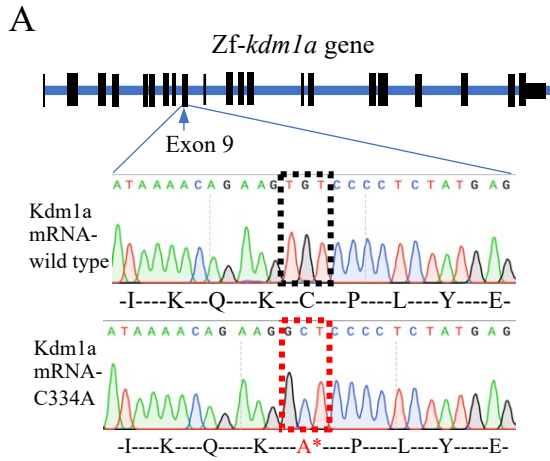 A
Zf-kdm1a gene
Exon 9
ATAAAACAGAAGTGTCCCCTCTATGAG
Kdm1a
mRNA-
wild type
-I----K----Q----K----C----P----L----Y----E-
ATAAAACAGAAGGCTCCCCTCTATGAG
Kdm1a
mRNA-
C334A
-I----K----Q----K----A*----P----L-----Y----E-